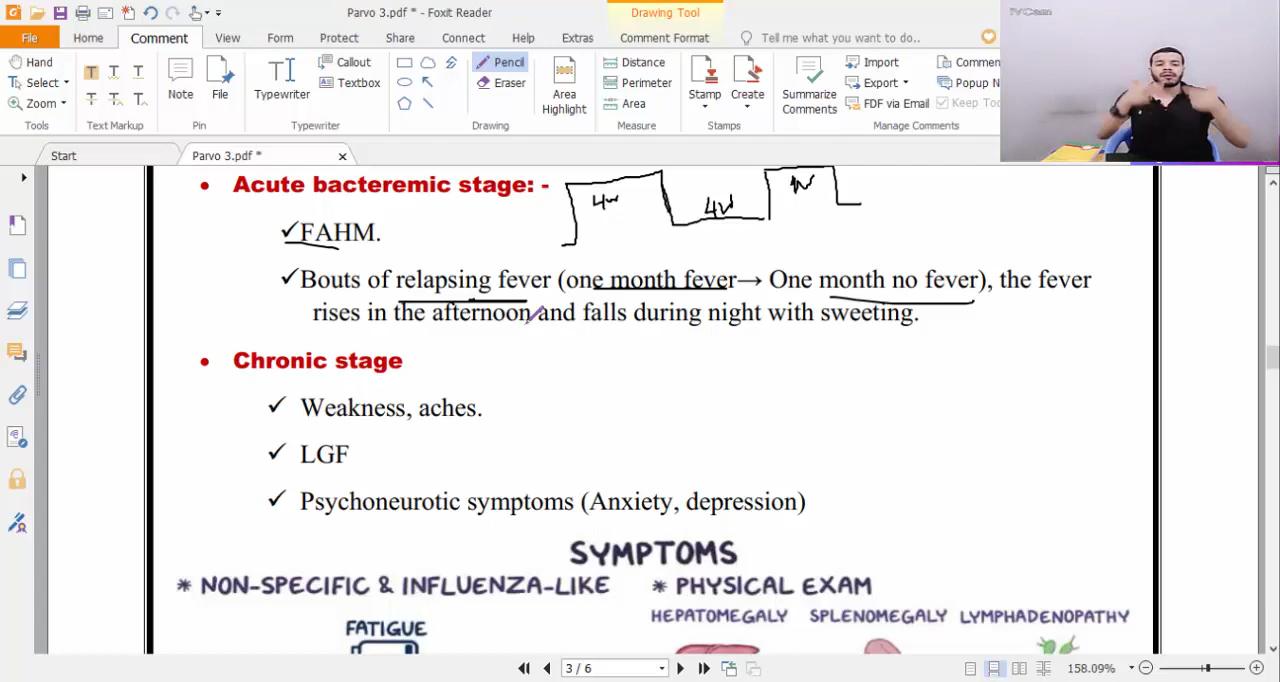 Parvo 3.pdf * - Foxit Reader
Drawing Tool
File Home Comment View Form Protect Share Connect Help Extras Comment Format Tell me what you want to do..
Hand
Select
Zoom
Tools
Text Markup
Note
File
Pin
Typewriter
Callout
Textbox
Typewriter
Pencil
Eraser
Drawing
Area
Highlight
Distance
Perimeter
Area
Measure
Stamp
Create
Stamps
Summarize
Comments
Import
Export
FDF via Email
Commen
Popup N
Keep Too
Manage Comments
Start
Parvo 3.pdf *
Acute bacteremic stage: -
4w
4w
FAHM.
Bouts of relapsing fever (one month fever→ One month no fever), the fever
rises in the afternoon and falls during night with sweeting.
Chronic stage
Weakness, aches.
LGF
Psychoneurotic symptoms (Anxiety, depression)
SYMPTOMS
* NON-SPECIFIC & INFLUENZA-LIKE
* PHYSICAL EXAM
HEPATOMEGALY SPLENOMEGALY LYMPHADENOPATHY
FATIGUE
3 / 6
158.09%